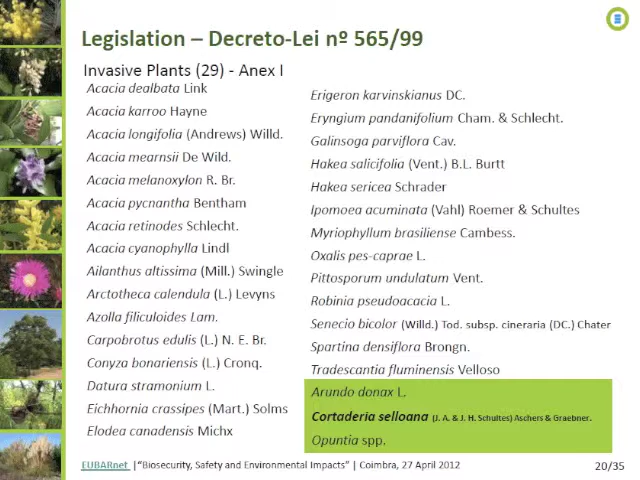 Legislation – Decreto-Lei nº 565/99
Invasive Plants (29) - Anex I
Acacia dealbata Link
Acacia karroo Hayne
Acacia longifolia (Andrews) Willd.
Acacia mearnsii De Wild.
Acacia melanoxylon R. Br.
Acacia pycnantha Bentham
Acacia retinodes Schlecht.
Acacia cyanophylla Lindl
Ailanthus altissima (Mill.) Swingle
Arctotheca calendula (L.) Levyns
Azolla filiculoides Lam.
Carpobrotus edulis (L.) N. E. Br.
Conyza bonariensis (L.) Cronq.
Datura stramonium L.
Eichhornia crassipes (Mart.) Solms
Elodea canadensis Michx
Erigeron karvinskianus DC.
Eryngium pandanifolium Cham. & Schlecht.
Galinsoga parviflora Cav.
Hakea salicifolia (Vent.) B.L. Burtt
Hakea sericea Schrader
Ipomoea acuminata (Vahl) Roemer & Schultes
Myriophyllum brasiliense Cambess.
Oxalis pes-caprae L.
Pittosporum undulatum Vent.
Robinia pseudoacacia L.
Senecio bicolor (Willd.) Tod. subsp. cineraria (DC.) Chater
Spartina densiflora Brongn.
Tradescantia fluminensis Velloso
Arundo donax L.
Cortaderia selloana (J. A. & J. H. Schultes) Aschers & Graebner.
Opuntia spp.
EUBARnet |“Biosecurity, Safety and Environmental Impacts” | Coimbra, 27 April 2012
20/35